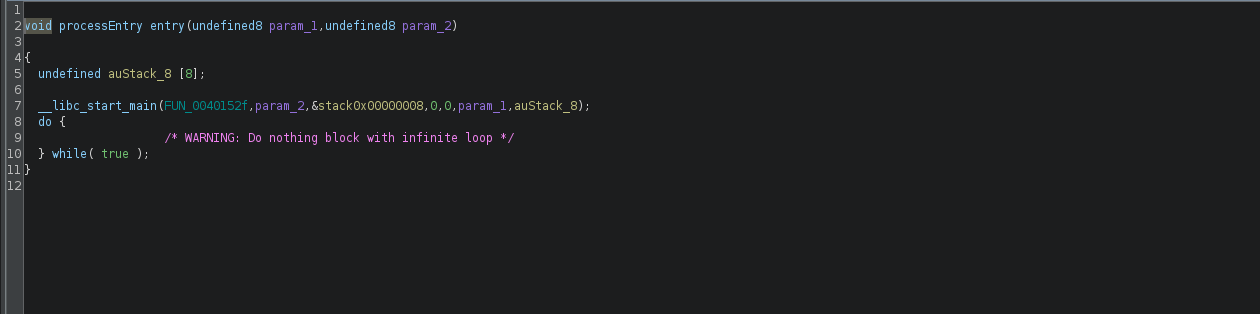 1
2 void processEntry entry(undefined8 param_1,undefined8 param_2)
3
4 {
5   undefined auStack_8 [8];
6
7   __libc_start_main(FUN_0040152f,param_2,&stack0x00000008,0,0,param_1,auStack_8);
8   do {
9                     /* WARNING: Do nothing block with infinite loop */
10   } while( true );
11 }
12